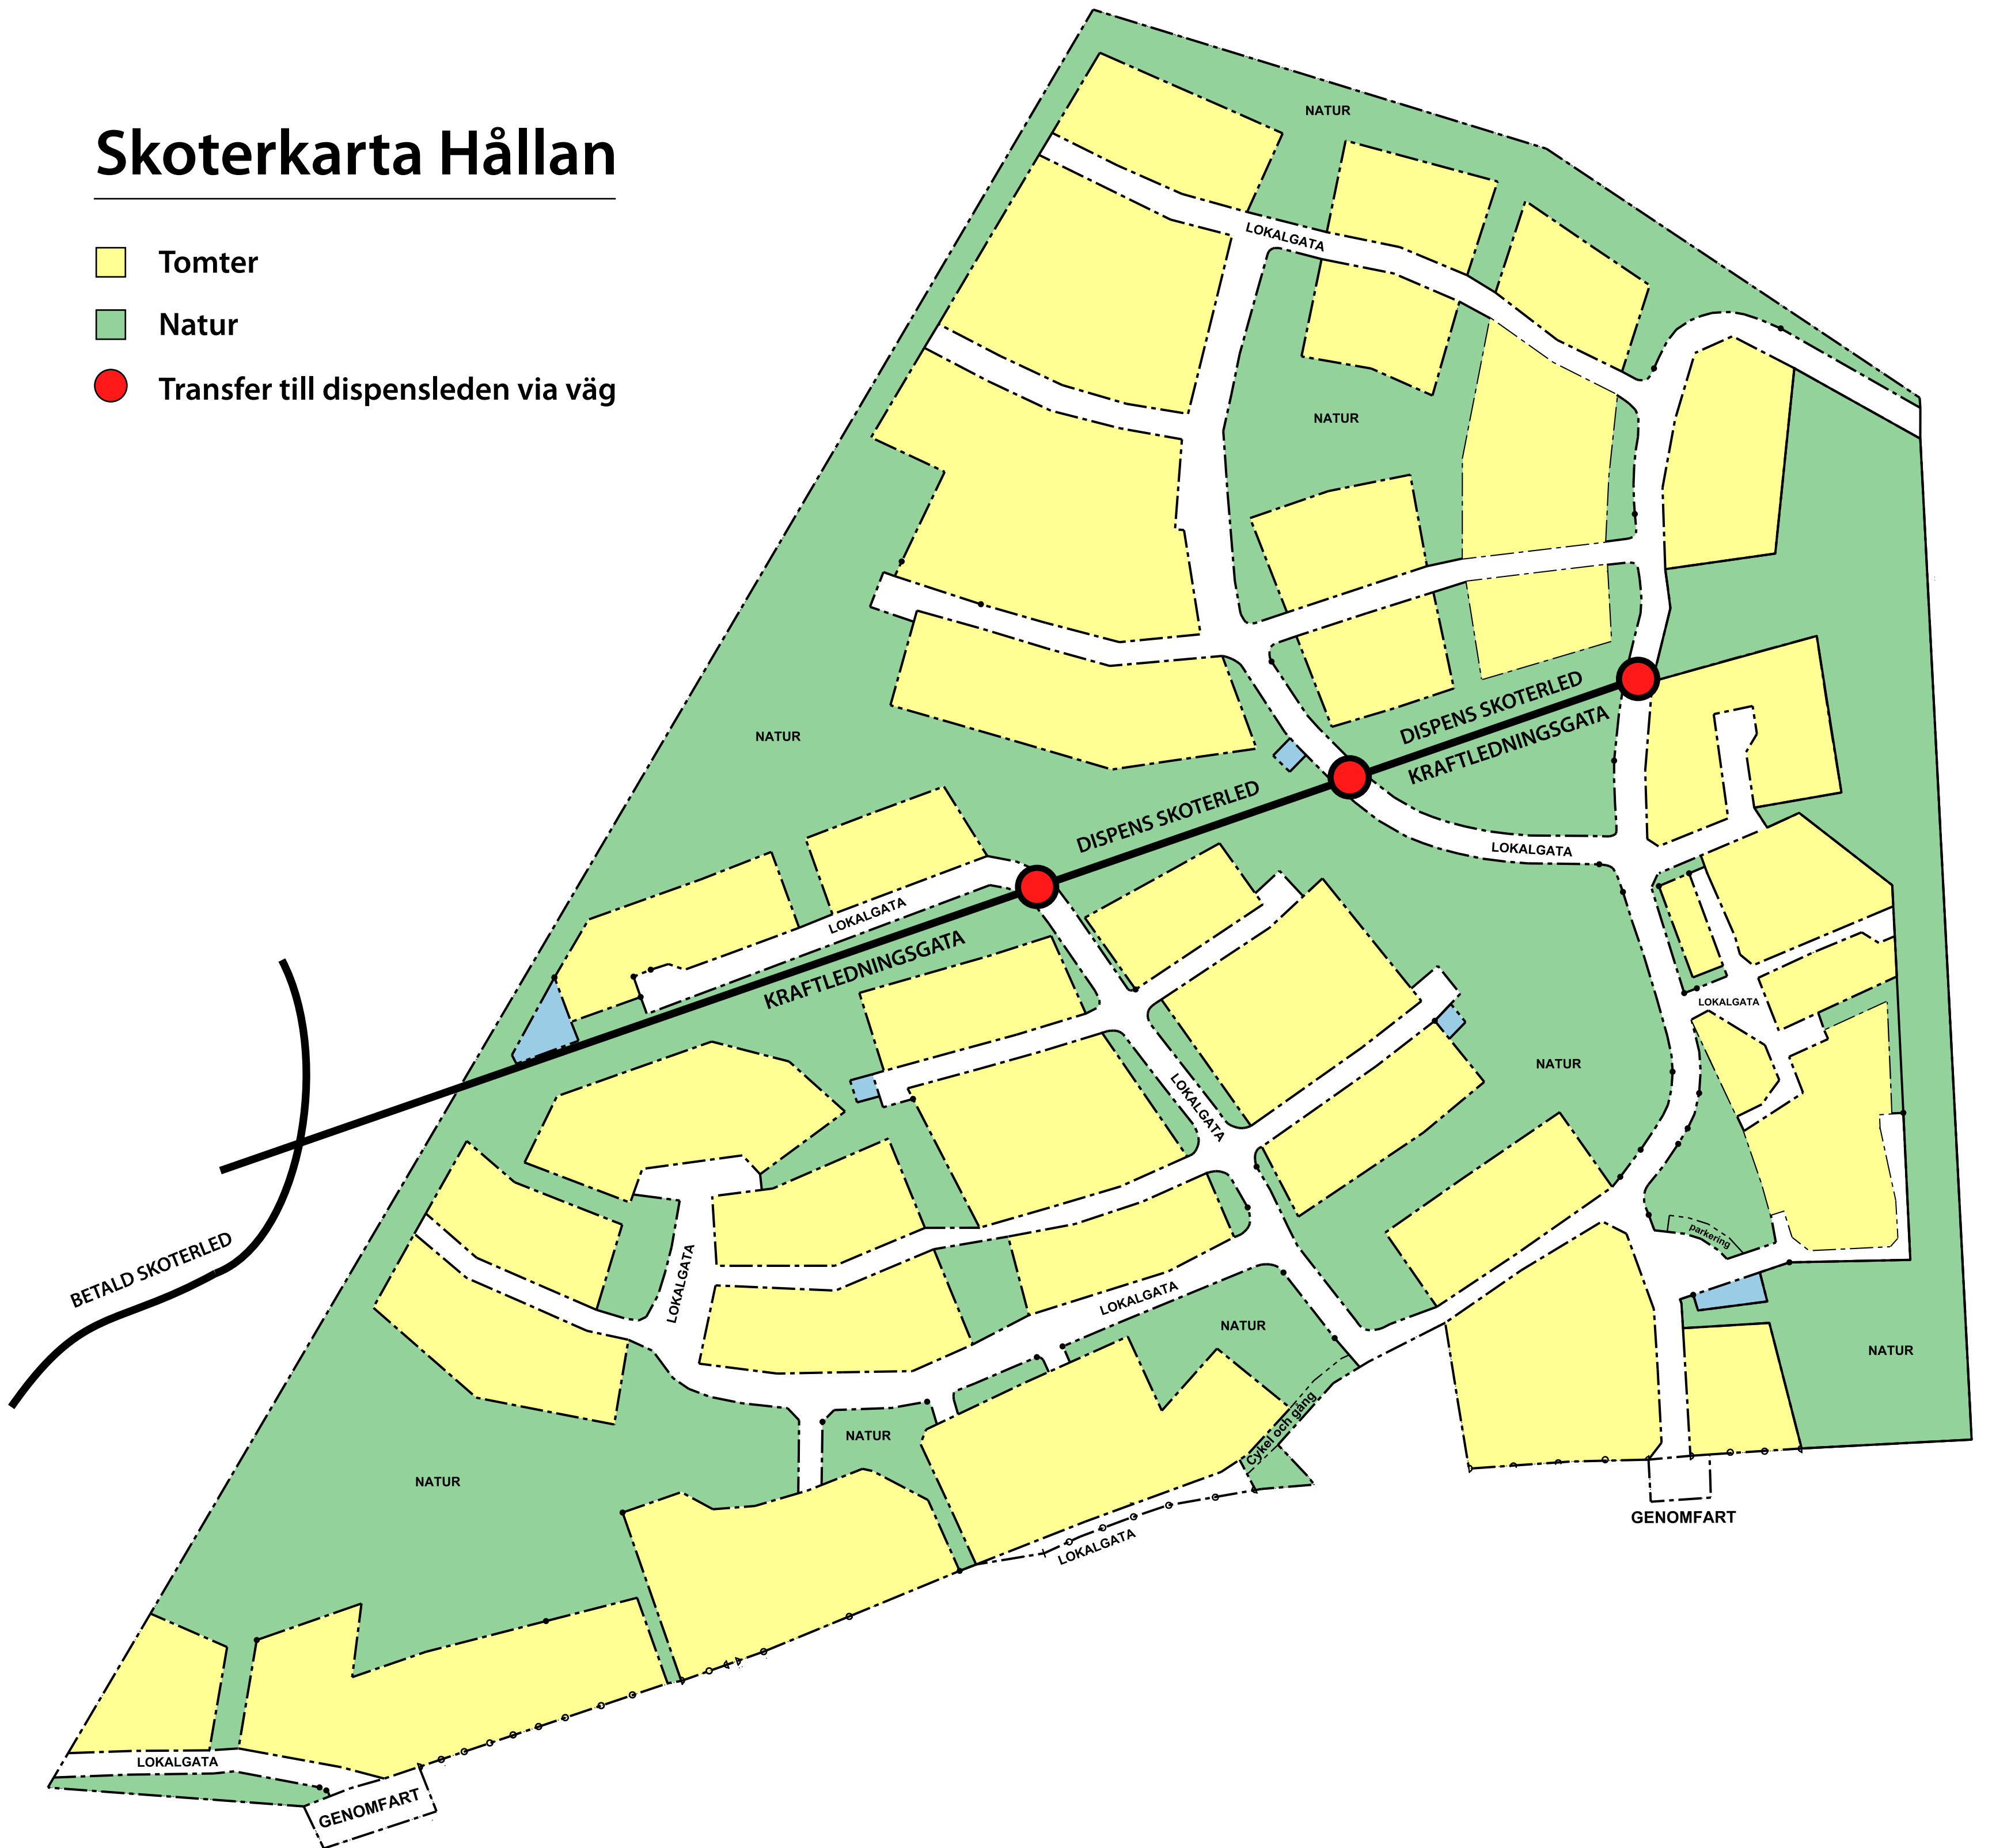 Skoterkarta Hållan
Tomter
Natur
Transfer till dispensleden via väg
NATUR
LOKALGATA
NATUR
DISPENS SKOTERLED
KRAFTLEDNINGSGATA
NATUR
DISPENS SKOTERLED
LOKALGATA
LOKALGATA
KRAFTLEDNINGSGATA
LOKALGATA
NATUR
LOKALGATA
BETALD SKOTERLED
LOKALGATA
parkering
LOKALGATA
NATUR
NATUR
Cykel och gång
NATUR
NATUR
GENOMFART
LOKALGATA
LOKALGATA
GENOMFART